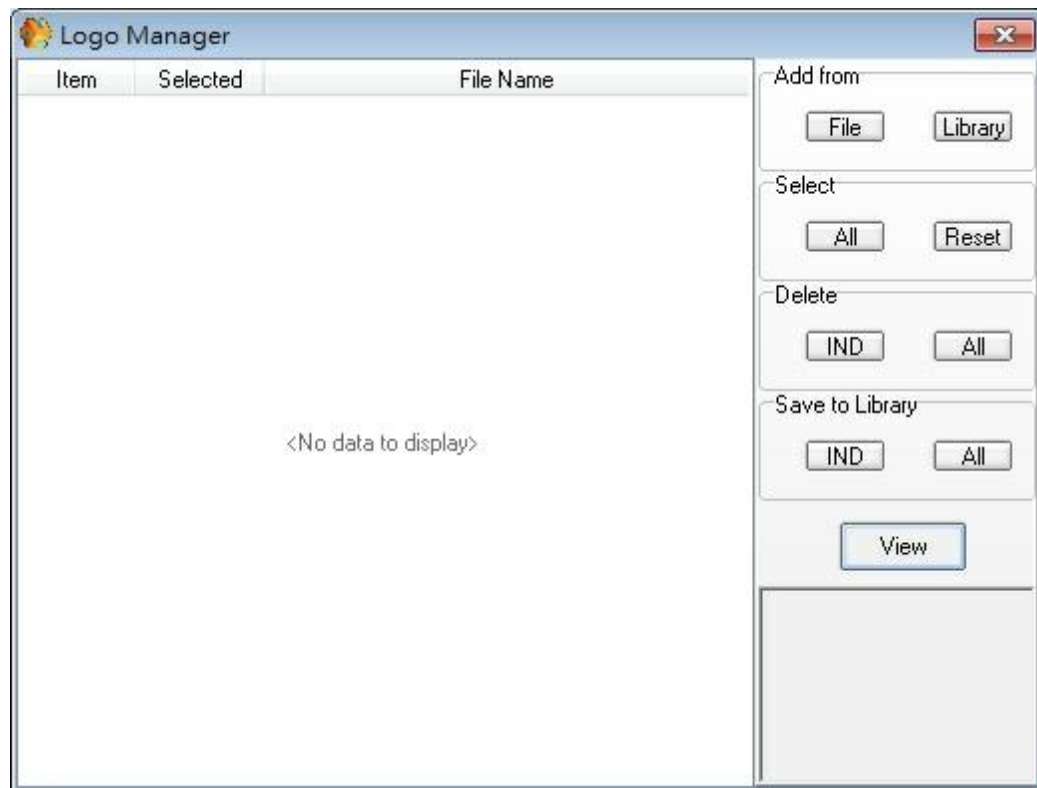 Logo Manager
Item Selected File Name
<No data to display>
Add from
File Library
Select
All Reset
Delete
IND All
Save to Library
IND All
View